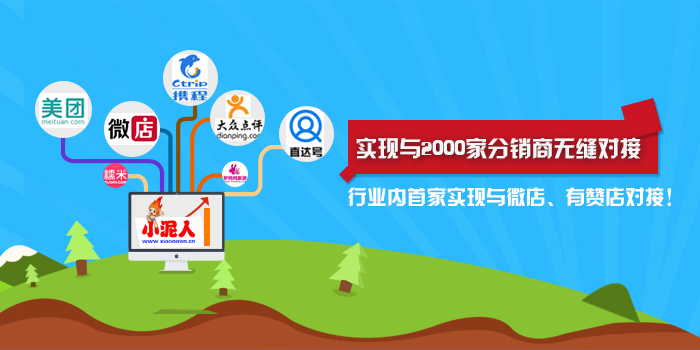 Ctrip
携程
美团
meituan.com
微店
大众点评
dianping.com
直达号
糯米
小泥人
www.xiaoniren.cn
实现与2000家分销商无缝对接
行业内首家实现与微店、有赞店对接！